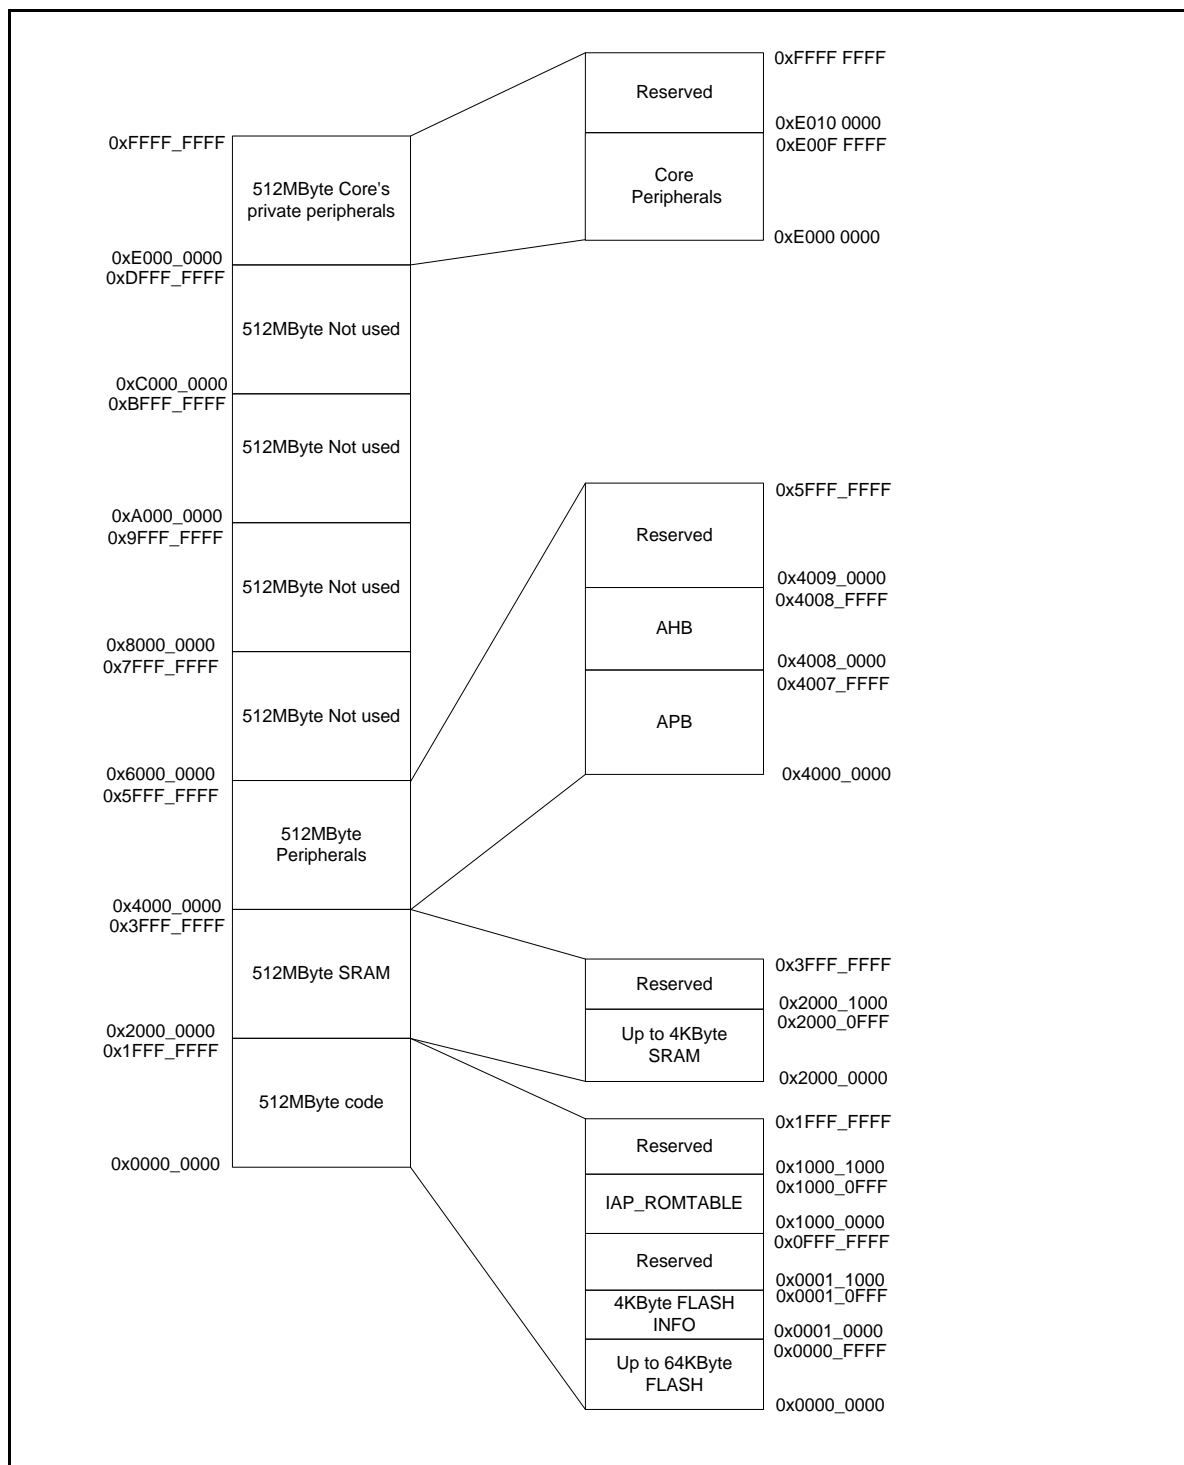 0xFFFF_FFFF
512MByte Core's
private peripherals
0xE000_0000
0xDFFF_FFFF
512MByte Not used
0xC000_0000
0xBFFF_FFFF
512MByte Not used
0xA000_0000
0x9FFF_FFFF
512MByte Not used
0x8000_0000
0x7FFF_FFFF
512MByte Not used
0x6000_0000
0x5FFF_FFFF
512MByte
Peripherals
0x4000_0000
0x3FFF_FFFF
512MByte SRAM
0x2000_0000
0x1FFF_FFFF
512MByte code
0x0000_0000
0xFFFF FFFF
Reserved
0xE010 0000
0xE00F FFFF
Core
Peripherals
0xE000 0000
0x5FFF_FFFF
Reserved
0x4009_0000
0x4008_FFFF
AHB
0x4008_0000
0x4007_FFFF
APB
0x4000_0000
0x3FFF_FFFF
Reserved
0x2000_1000
0x2000_0FFF
Up to 4KByte
SRAM
0x2000_0000
0x1FFF_FFFF
Reserved
0x1000_1000
0x1000_0FFF
IAP_ROMTABLE
0x1000_0000
0x0FFF_FFFF
Reserved
0x0001_1000
0x0001_0FFF
4KByte FLASH
INFO
0x0001_0000
0x0000_FFFF
Up to 64KByte
FLASH
0x0000_0000